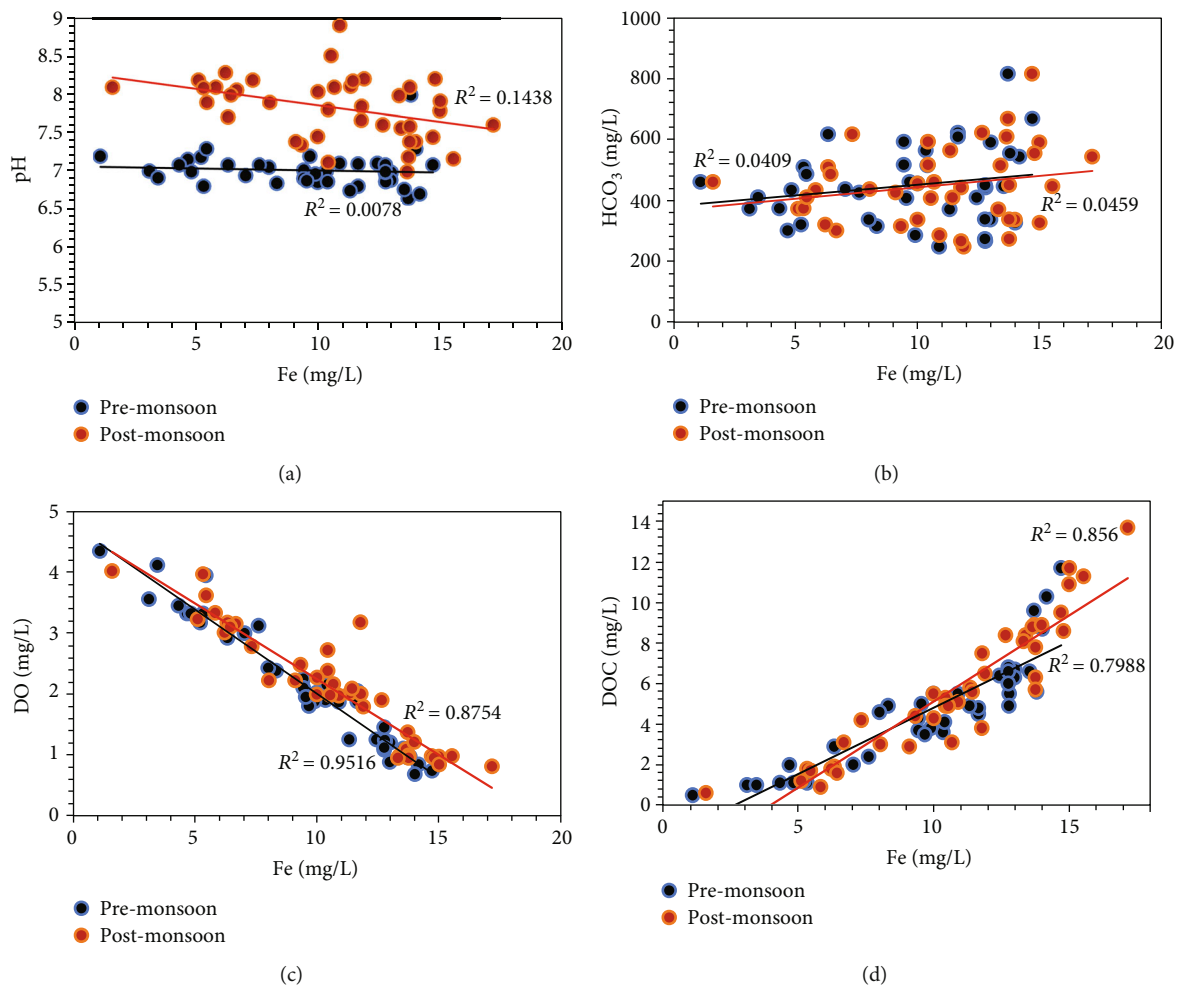 9
8.5
8
7.5
7
6.5
6
5.5
5
pH
R² = 0.1438
R² = 0.0078
0 5 10 15 20
Fe (mg/L)
Pre-monsoon
Post-monsoon
(a)
1000
800
600
400
200
0
HCO₃ (mg/L)
R² = 0.0409
R² = 0.0459
0 5 10 15 20
Fe (mg/L)
Pre-monsoon
Post-monsoon
(b)
5
4
3
2
1
0
DO (mg/L)
R² = 0.8754
R² = 0.9516
0 5 10 15 20
Fe (mg/L)
Pre-monsoon
Post-monsoon
(c)
14
12
10
8
6
4
2
0
DOC (mg/L)
R² = 0.856
R² = 0.7988
0 5 10 15
Fe (mg/L)
Pre-monsoon
Post-monsoon
(d)